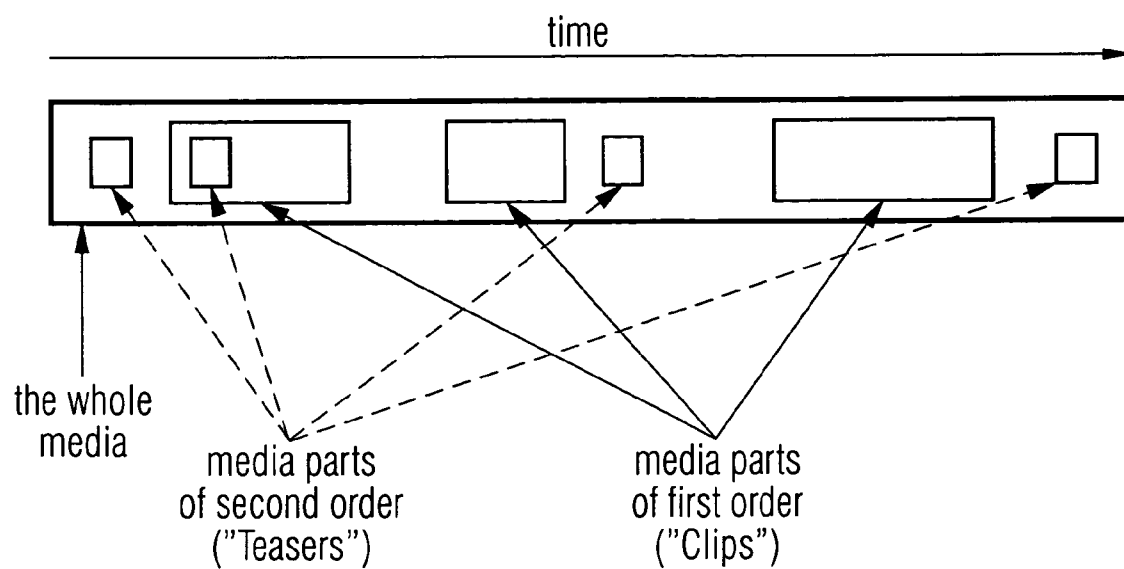 time
the whole
media
media parts
of second order
("Teasers")
media parts
of first order
("Clips")